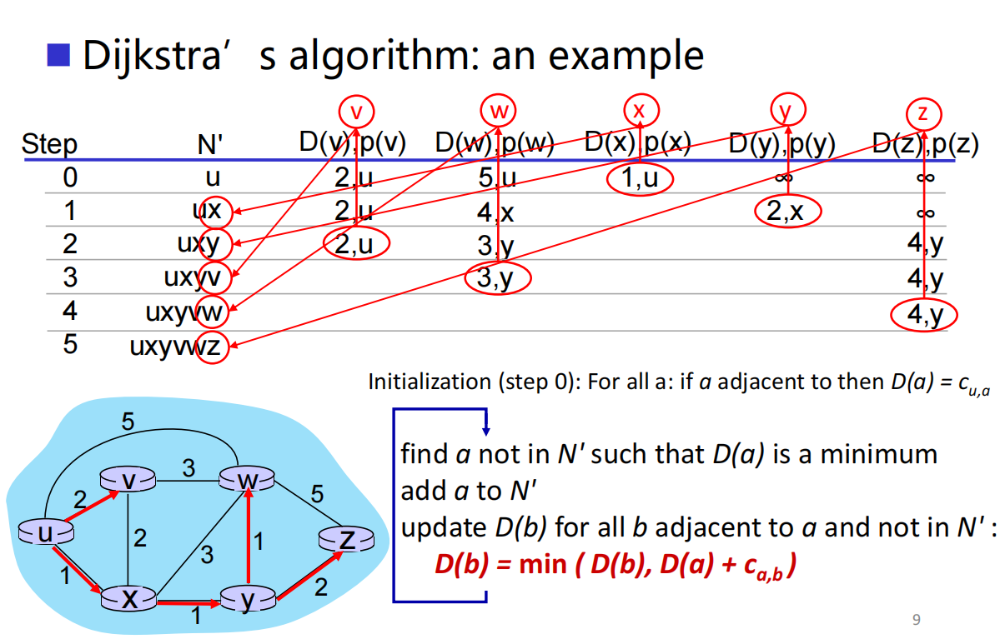 Dijkstra's algorithm: an example
v w x y z
Step N' D(v),p(v) D(w),p(w) D(x),p(x) D(y),p(y) D(z),p(z)
0 u 2,u 5,u 1,u ∞ ∞
1 ux 2,u 4,x 2,x ∞
2 uxy 2,u 3,y 4,y
3 uxyv 3,y 4,y
4 uxyvw 4,y
5 uxyvwz
Initialization (step 0): For all a: if a adjacent to then D(a) = cu,a
find a not in N' such that D(a) is a minimum
add a to N'
update D(b) for all b adjacent to a and not in N' :
D(b) = min ( D(b), D(a) + ca,b )
5
v 3 w
2 5
u 2 3 1 z
1 2
x 1 y
9